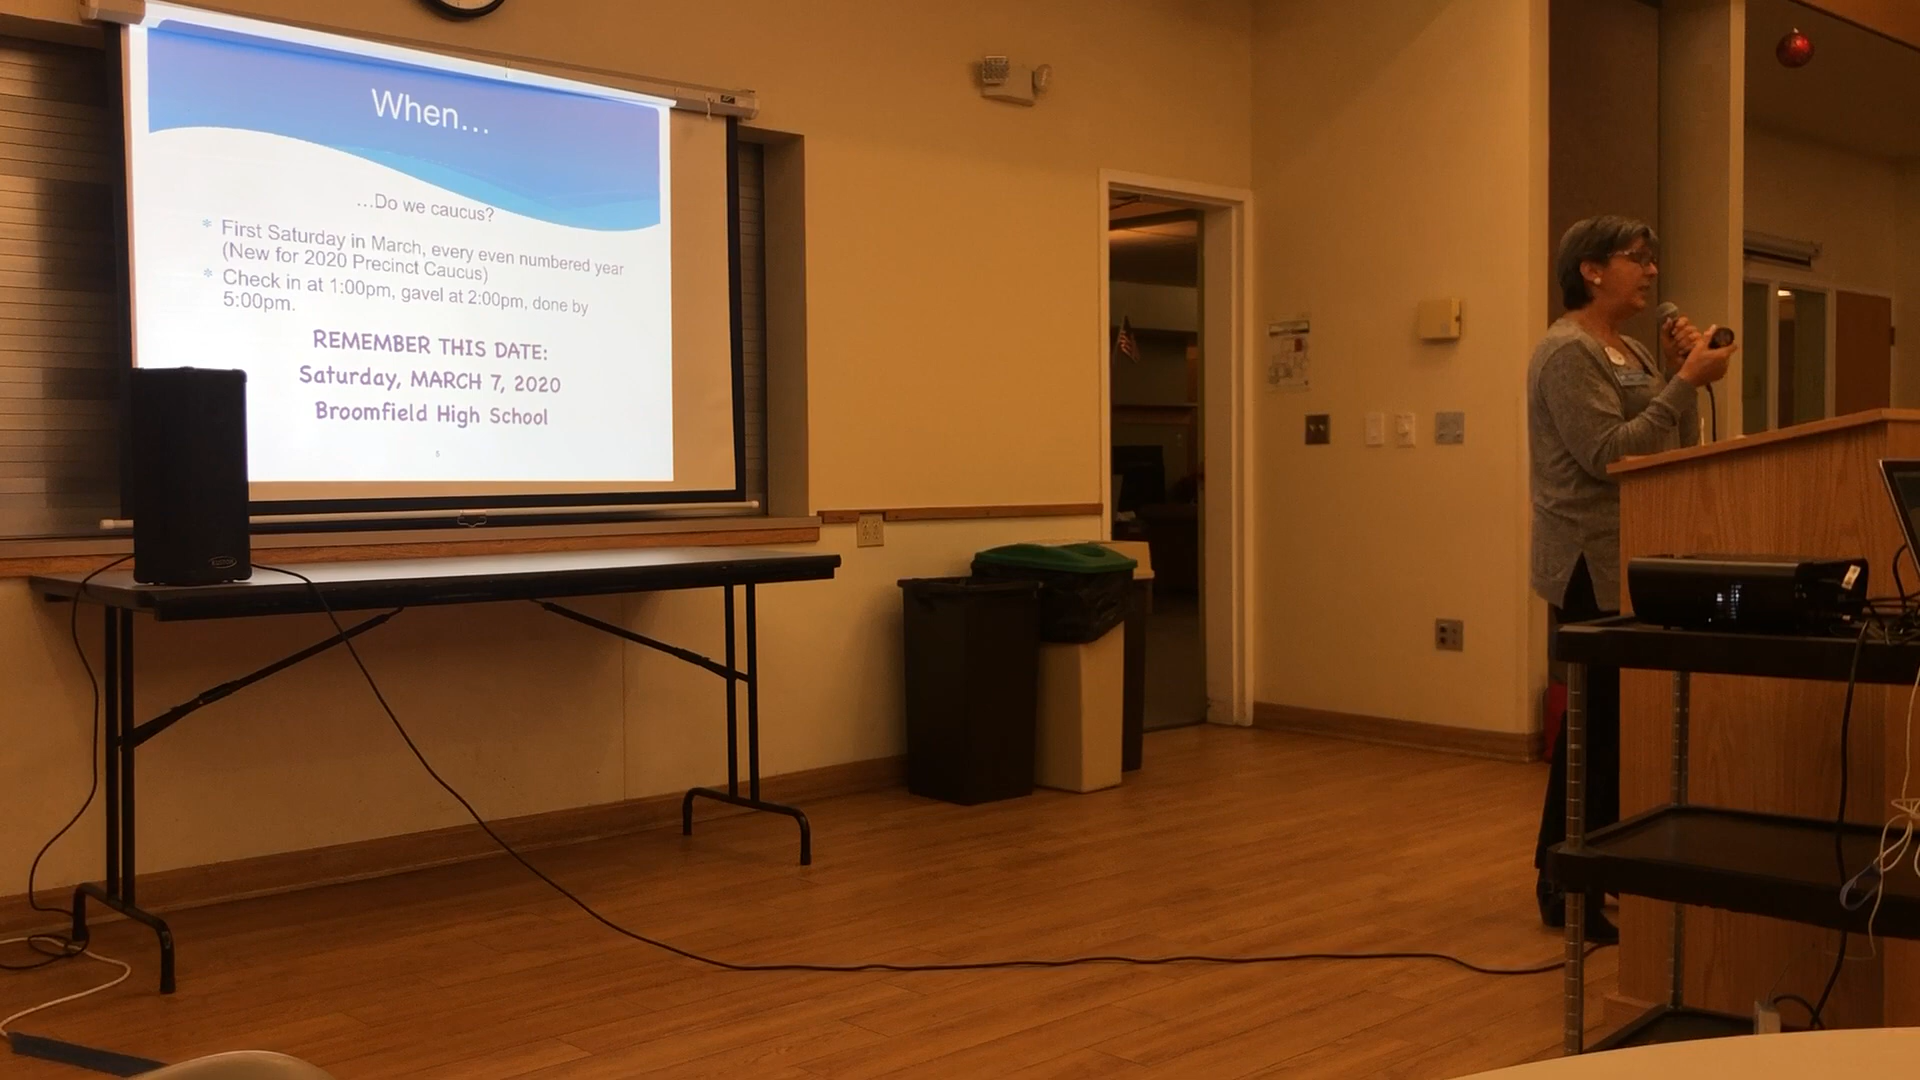 When...
...Do we caucus?
* First Saturday in March, every even numbered year
(New for 2020 Precinct Caucus)
* Check in at 1:00pm, gavel at 2:00pm, done by
5:00pm.
REMEMBER THIS DATE:
Saturday, MARCH 7, 2020
Broomfield High School
5